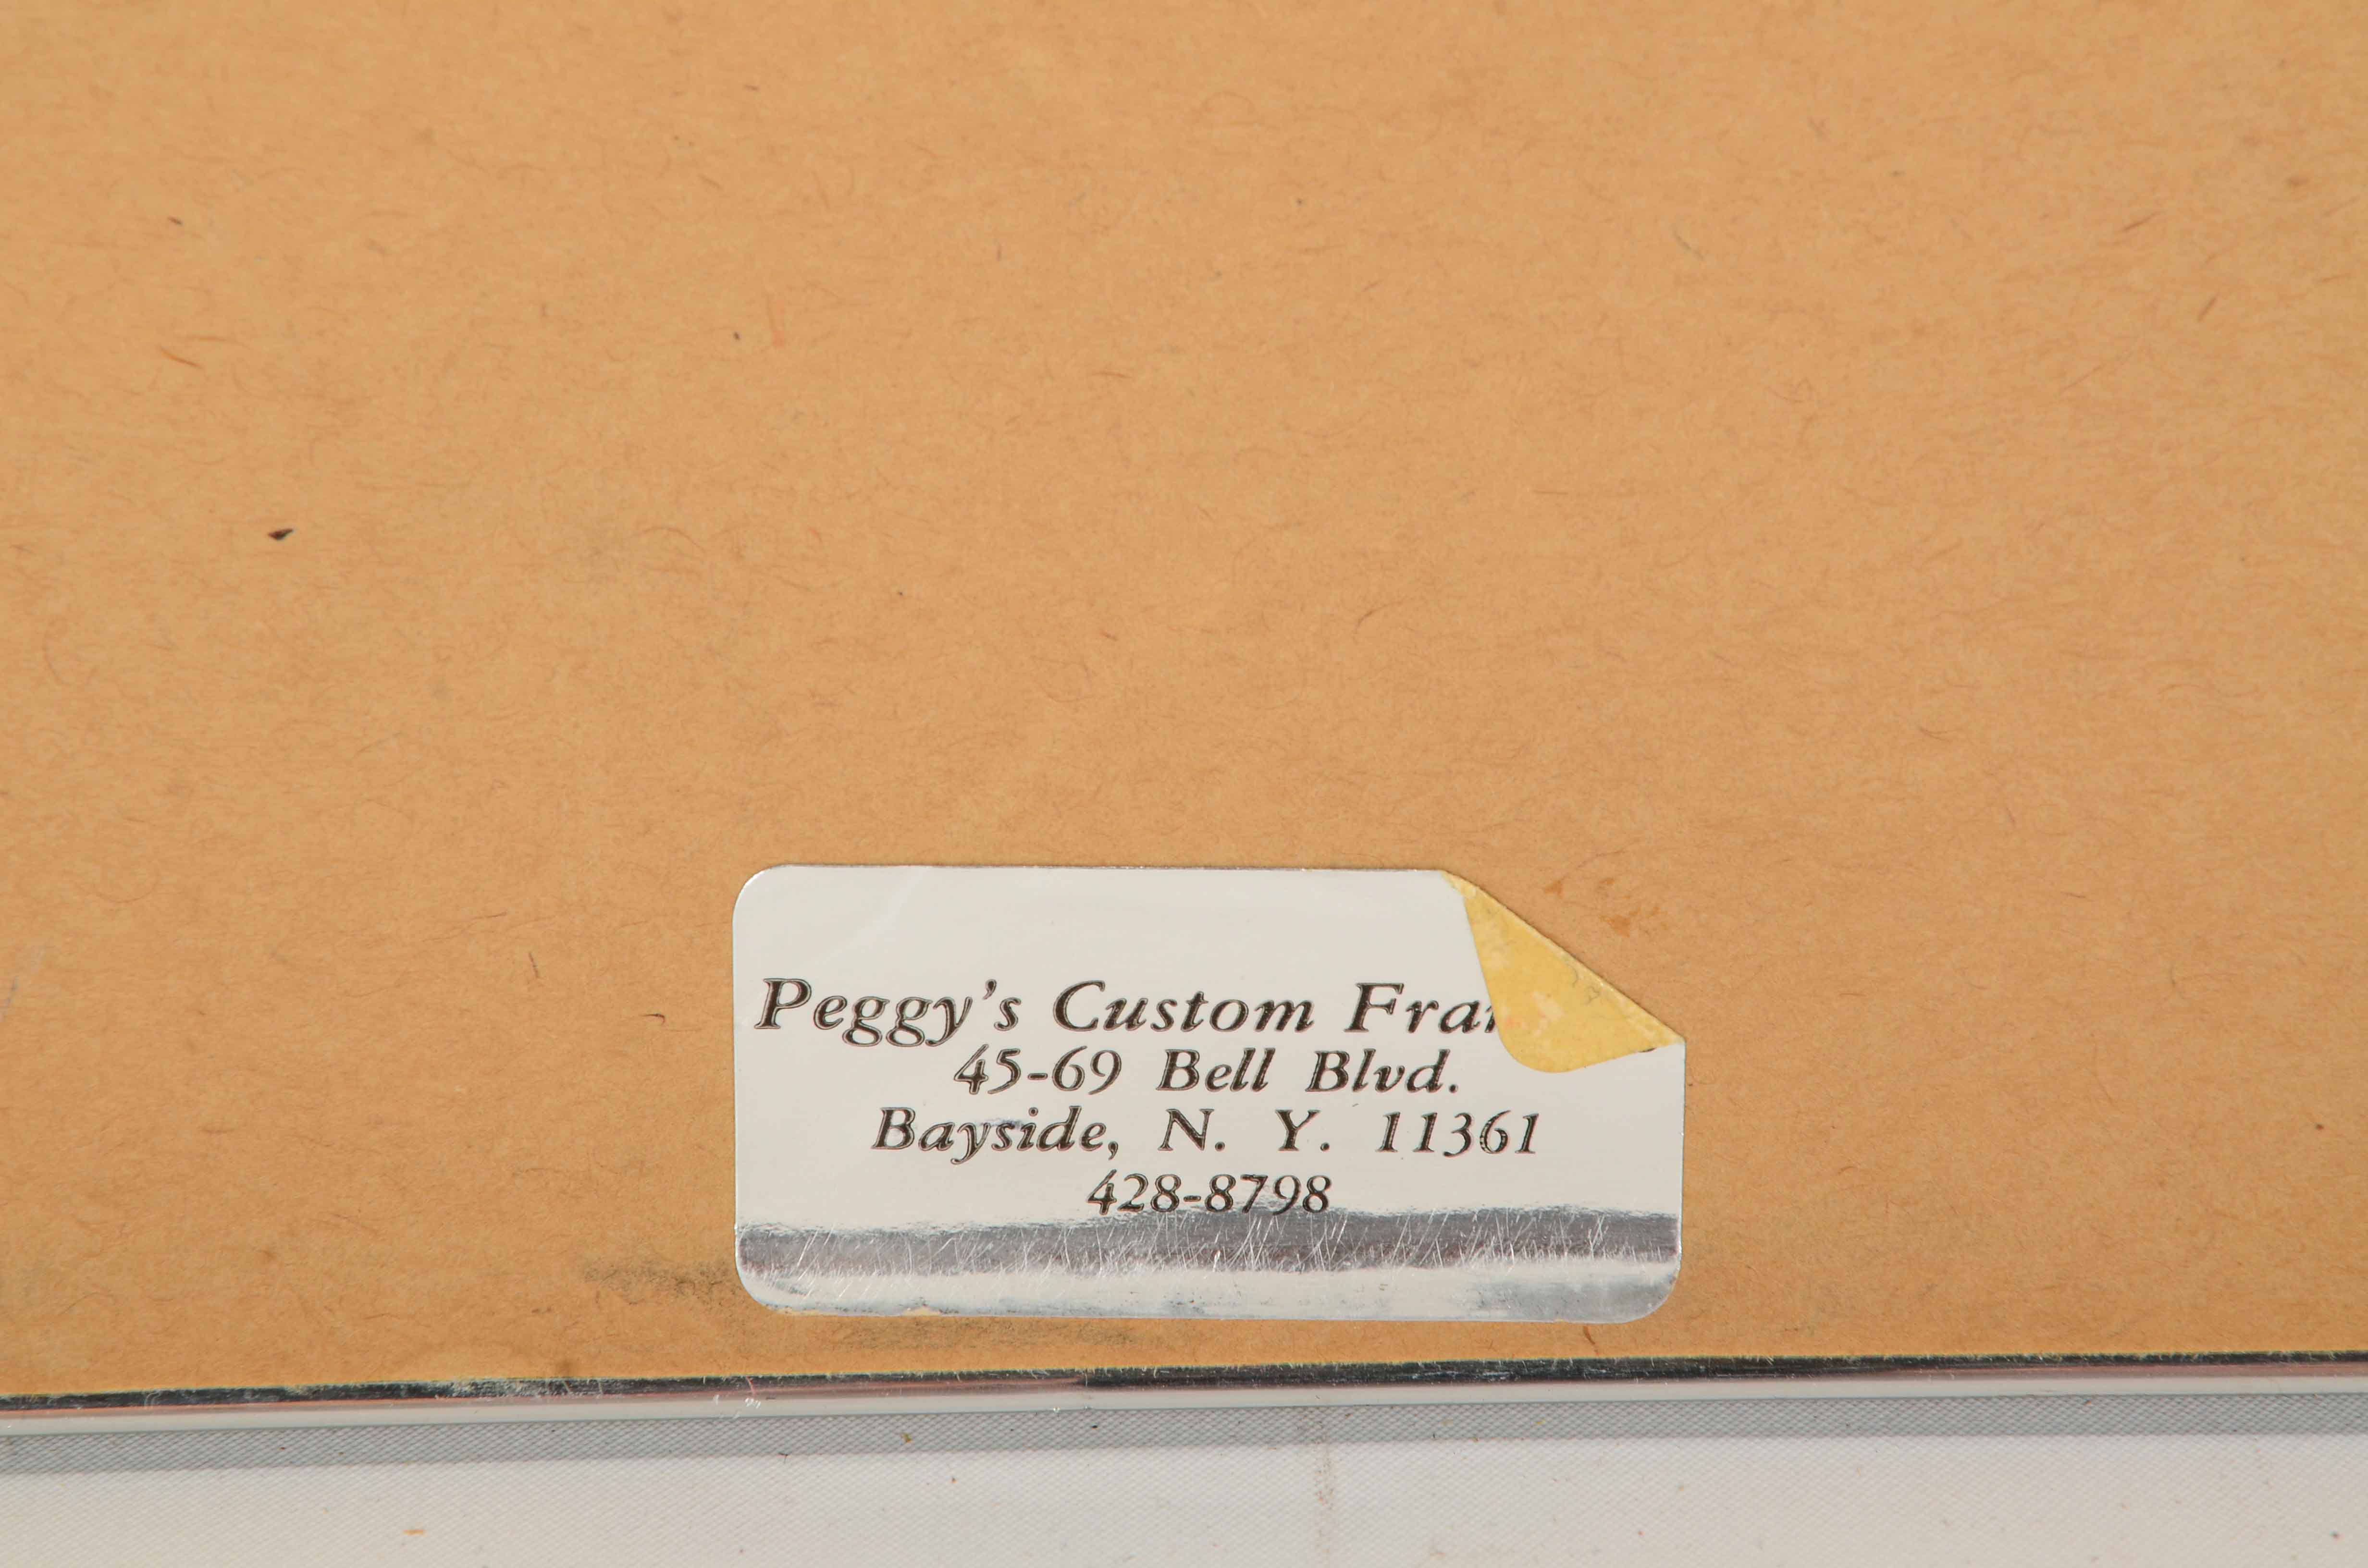 Peggy's Custom Fra
45-69 Bell Blvd.
Bayside, N. Y. 11361
428-8798